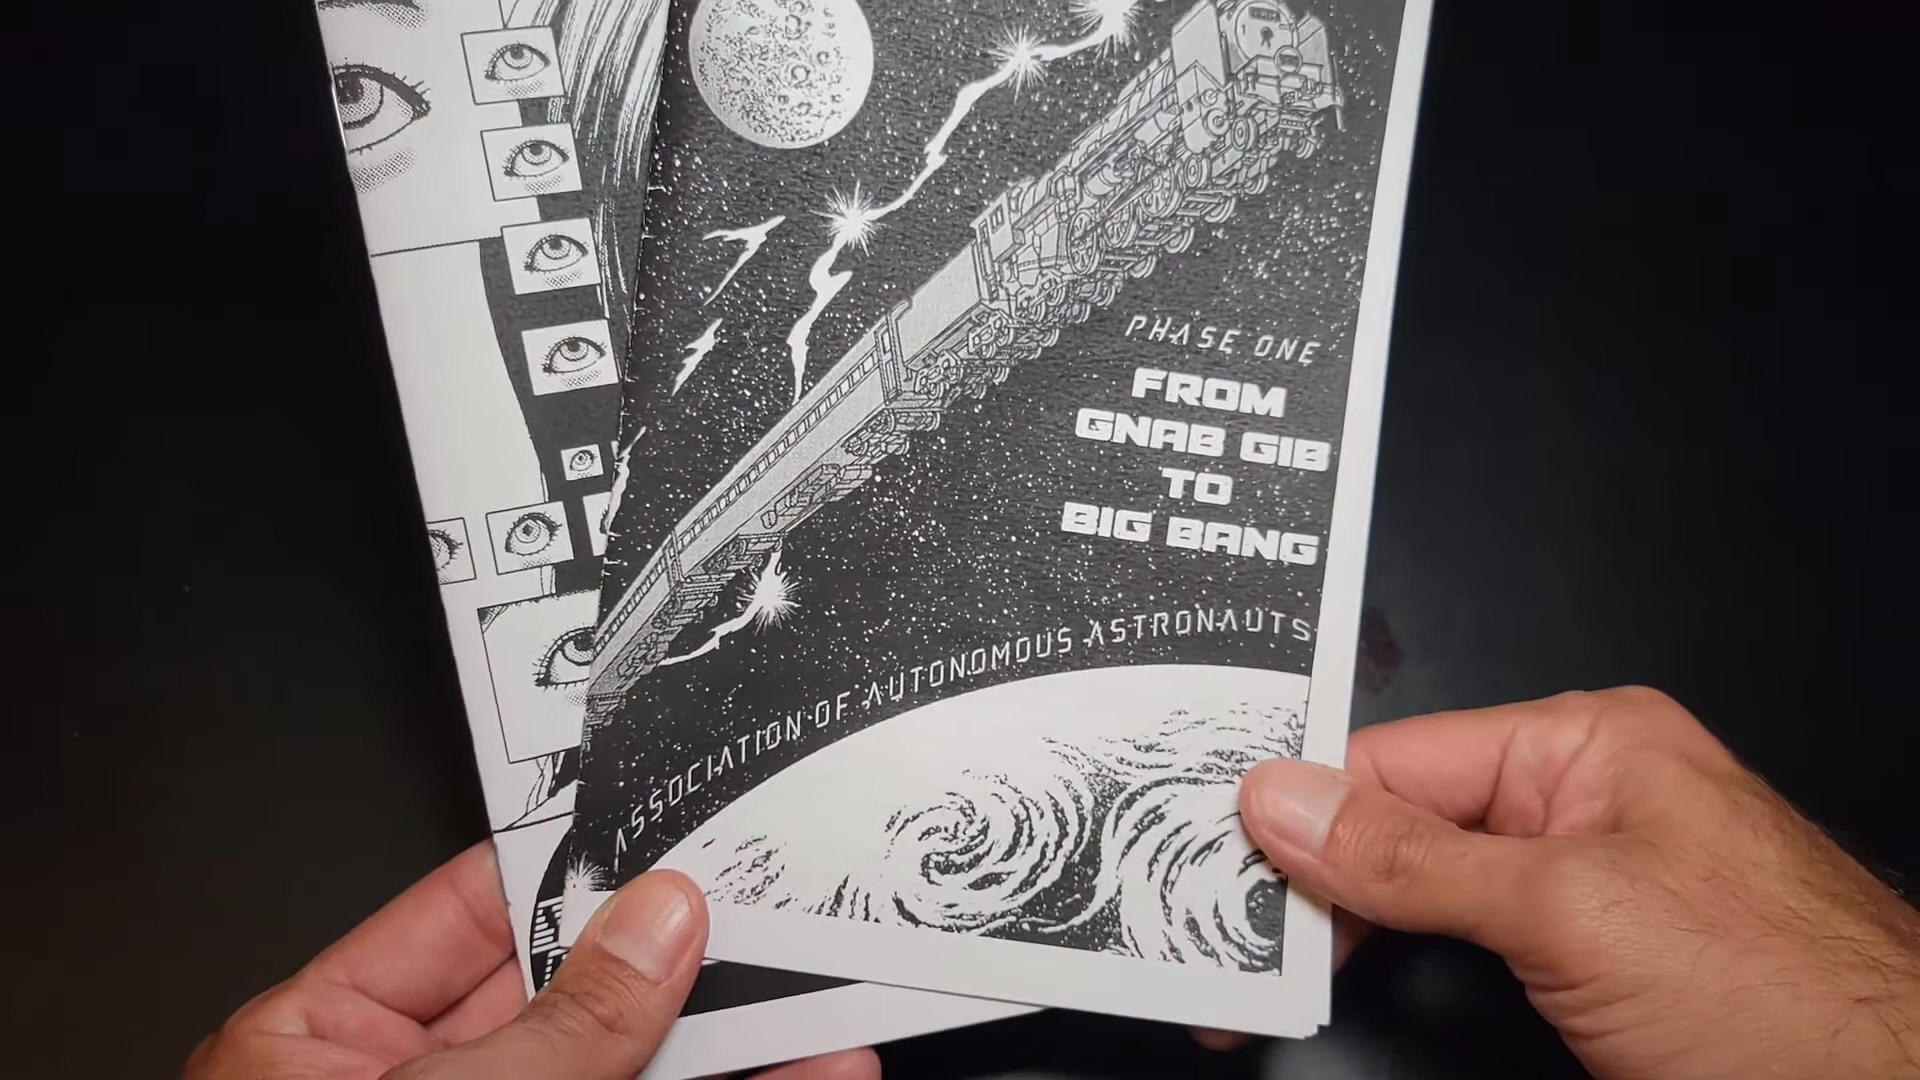 PHASE ONE
FROM
GNAB GIB
TO
BIG BANG
ASSOCIATION OF AUTONOMOUS ASTRONAUTS